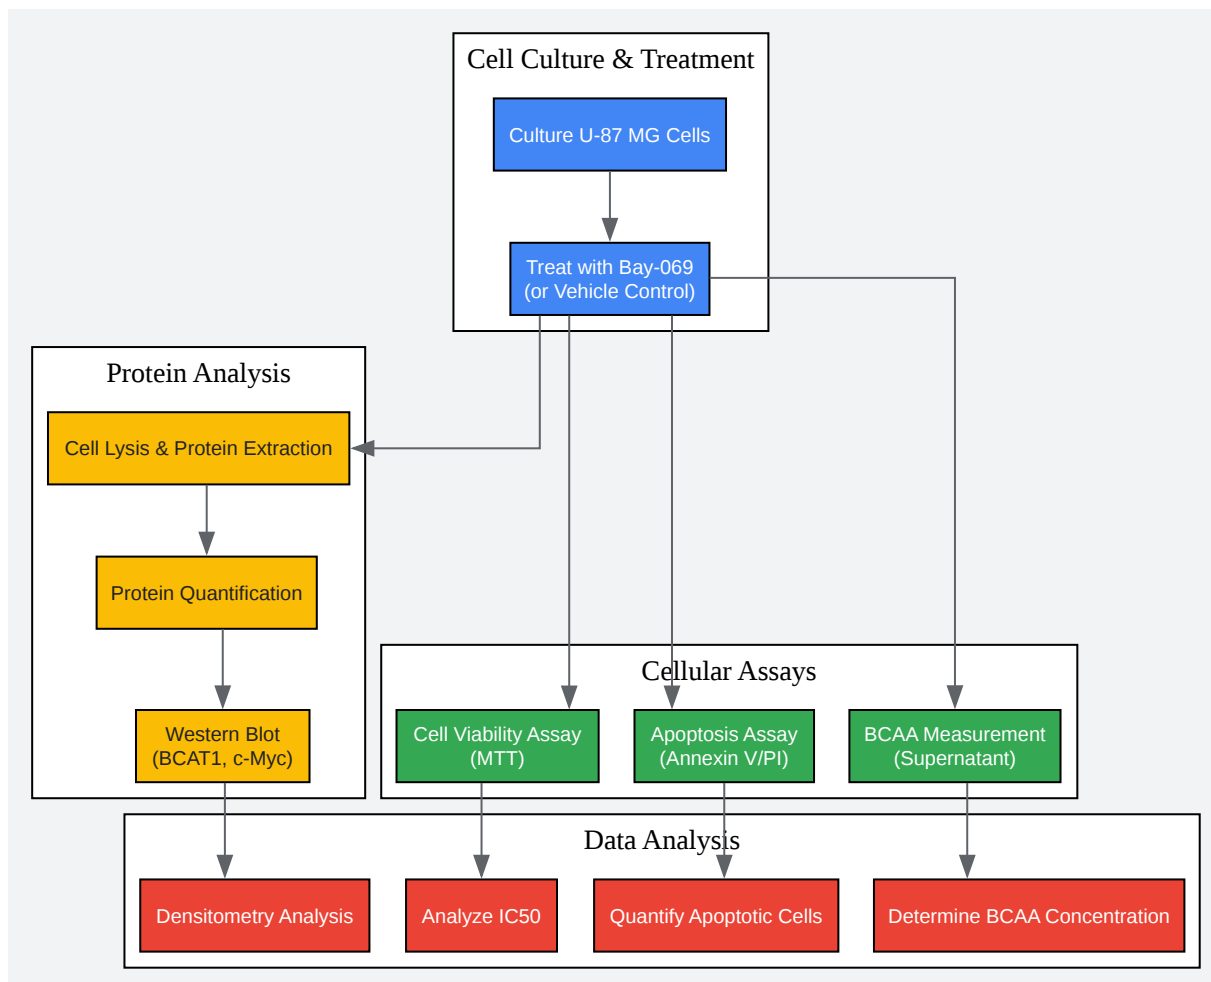 Cell Culture & Treatment
Culture U-87 MG Cells
Treat with Bay-069
(or Vehicle Control)
Protein Analysis
Cell Lysis & Protein Extraction
Protein Quantification
Western Blot
(BCAT1, c-Myc)
Cellular Assays
Cell Viability Assay
(MTT)
Apoptosis Assay
(Annexin V/PI)
BCAA Measurement
(Supernatant)
Data Analysis
Densitometry Analysis
Analyze IC50
Quantify Apoptotic Cells
Determine BCAA Concentration